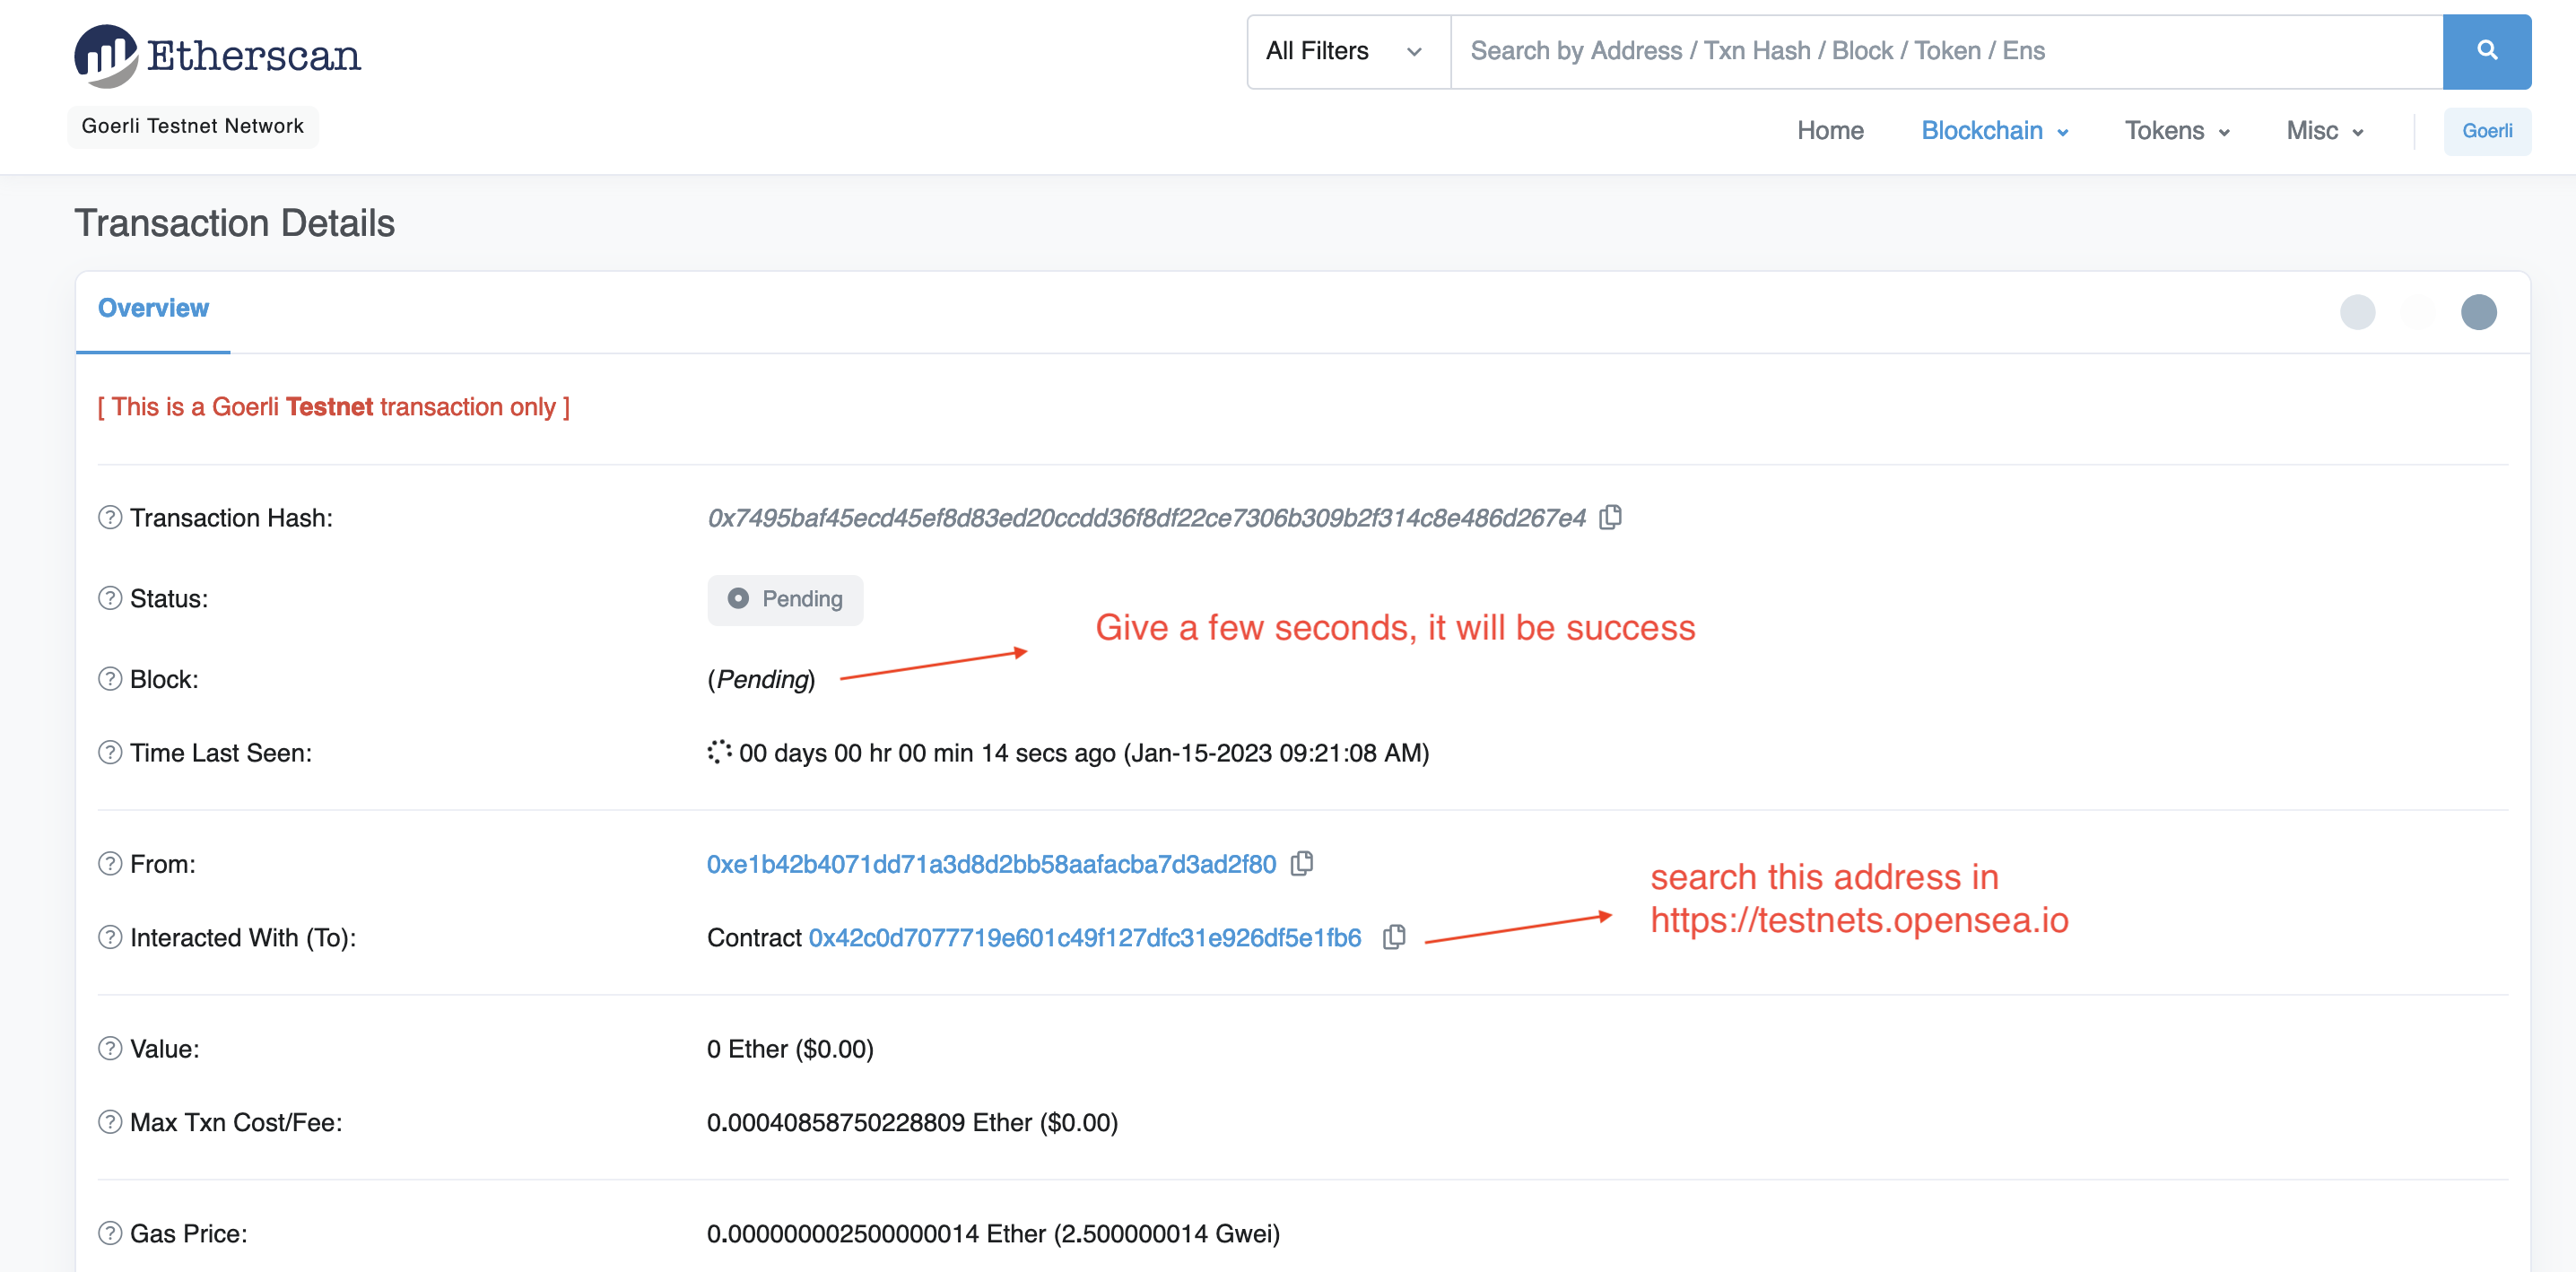 Etherscan
All Filters
Search by Address / Txn Hash / Block / Token / Ens
Goerli Testnet Network
Home Blockchain Tokens Misc Goerli
Transaction Details
Overview
[ This is a Goerli Testnet transaction only ]
Transaction Hash: 0x7495baf45ecd45ef8d83ed20ccdd36f8df22ce7306b309b2f314c8e486d267e4
Status: Pending
Give a few seconds, it will be success
Block: (Pending)
Time Last Seen: 00 days 00 hr 00 min 14 secs ago (Jan-15-2023 09:21:08 AM)
From: 0xe1b42b4071dd71a3d8d2bb58aafacba7d3ad2f80
search this address in
https://testnets.opensea.io
Interacted With (To): Contract 0x42c0d7077719e601c49f127dfc31e926df5e1fb6
Value: 0 Ether ($0.00)
Max Txn Cost/Fee: 0.00040858750228809 Ether ($0.00)
Gas Price: 0.000000002500000014 Ether (2.500000014 Gwei)